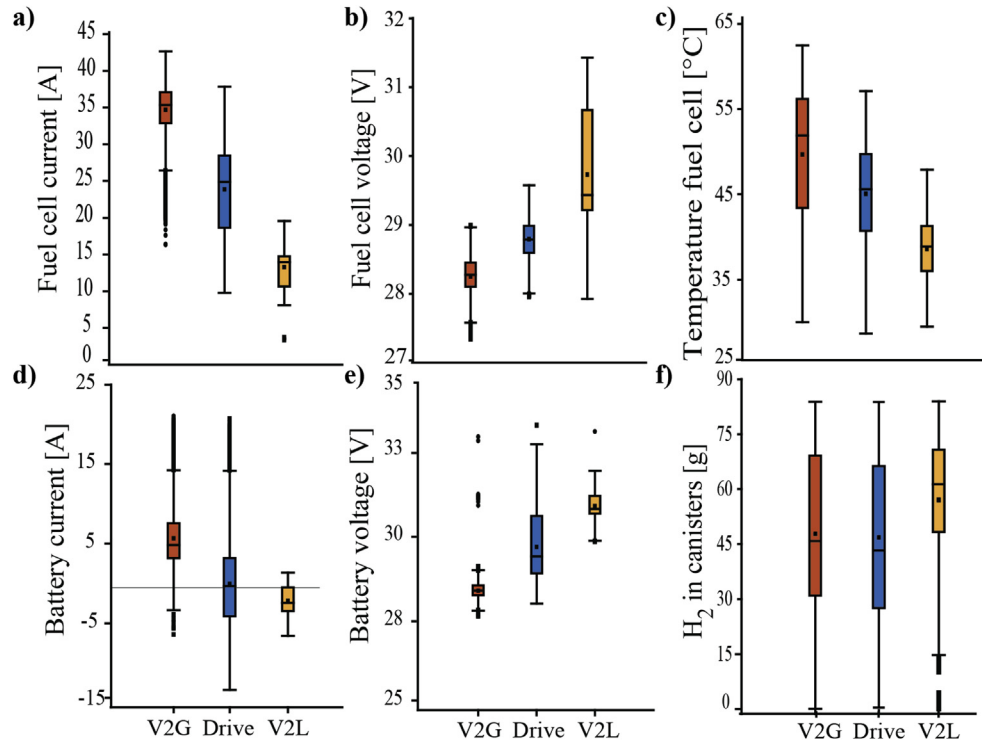 a)
Fuel cell current [A]
45
40
35
30
25
20
15
10
5
0
b)
Fuel cell voltage [V]
32
31
30
29
28
27
c)
Temperature fuel cell [°C]
65
55
45
35
25
d)
Battery current [A]
25
15
5
-5
-15
V2G Drive V2L
e)
Battery voltage [V]
35
33
30
28
25
V2G Drive V2L
f)
H₂ in canisters [g]
90
75
60
45
30
15
0
V2G Drive V2L